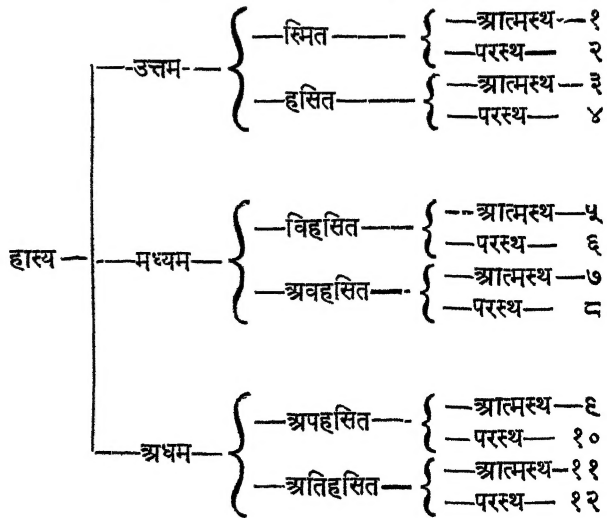 आत्मस्थ १
स्मित
उत्तम परस्थ २
आत्मस्थ ३
हसित
परस्थ ४
आत्मस्थ ५
विहसित
परस्थ ६
हास्य मध्यम
आत्मस्थ ७
अवहसित
परस्थ ८
आत्मस्थ ९
अपहसित
परस्थ १०
अधम
आत्मस्थ ११
अतिहसित
परस्थ १२